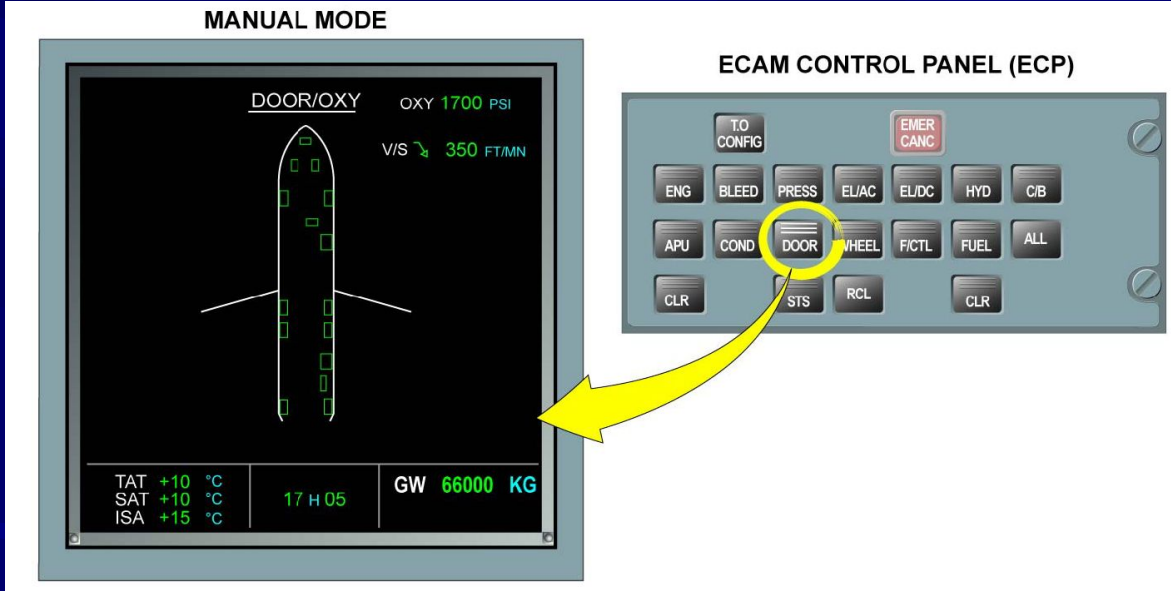 MANUAL MODE
DOOR/OXY OXY 1700 PSI
V/S 350 FT/MN
TAT +10 °C
SAT +10 °C
ISA +15 °C
17 H 05
GW 66000 KG
ECAM CONTROL PANEL (ECP)
T.O
CONFIG
EMER
CANC
ENG BLEED PRESS EL/AC EL/DC HYD C/B
APU COND DOOR WHEEL F/CTL FUEL ALL
CLR STS RCL CLR